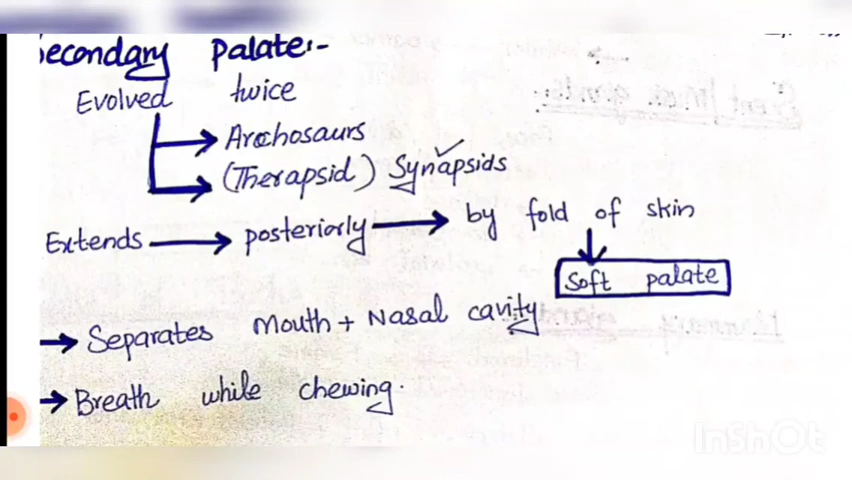 Secondary Palate:-
Evolved twice
→ Archosaurs
→ (Therapsid) Synapsids
Extends → posteriorly → by fold of skin
↓
Soft palate
→ Separates Mouth + Nasal cavity
→ Breath while chewing.
InShOt